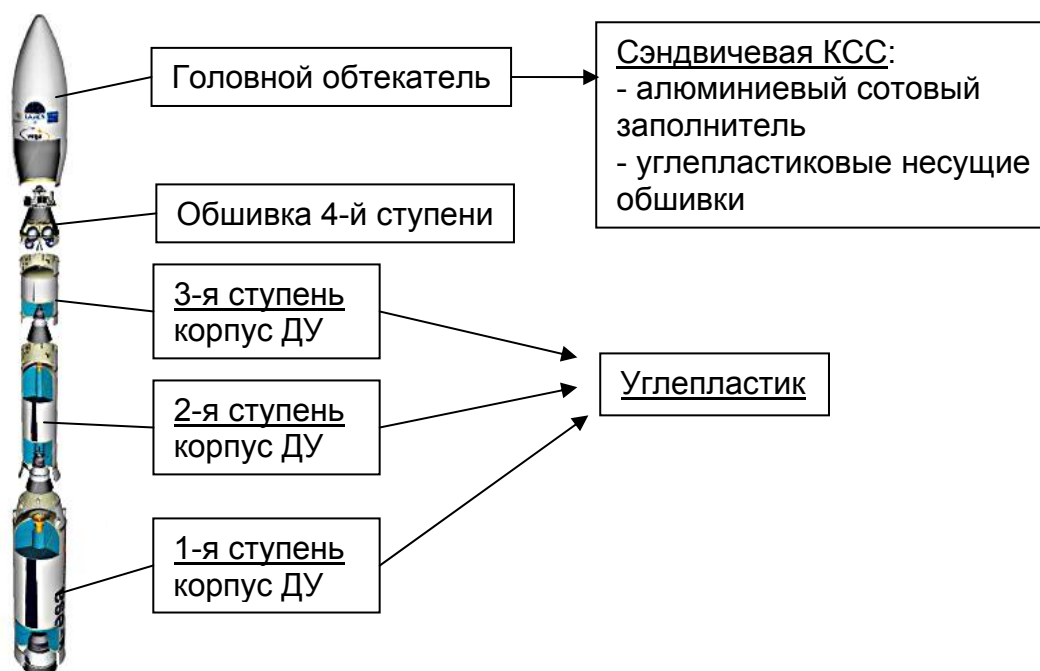 Головной обтекатель
Сэндвичевая КСС:
- алюминиевый сотовый
заполнитель
- углепластиковые несущие
обшивки
Обшивка 4-й ступени
3-я ступень
корпус ДУ
2-я ступень
корпус ДУ
Углепластик
1-я ступень
корпус ДУ